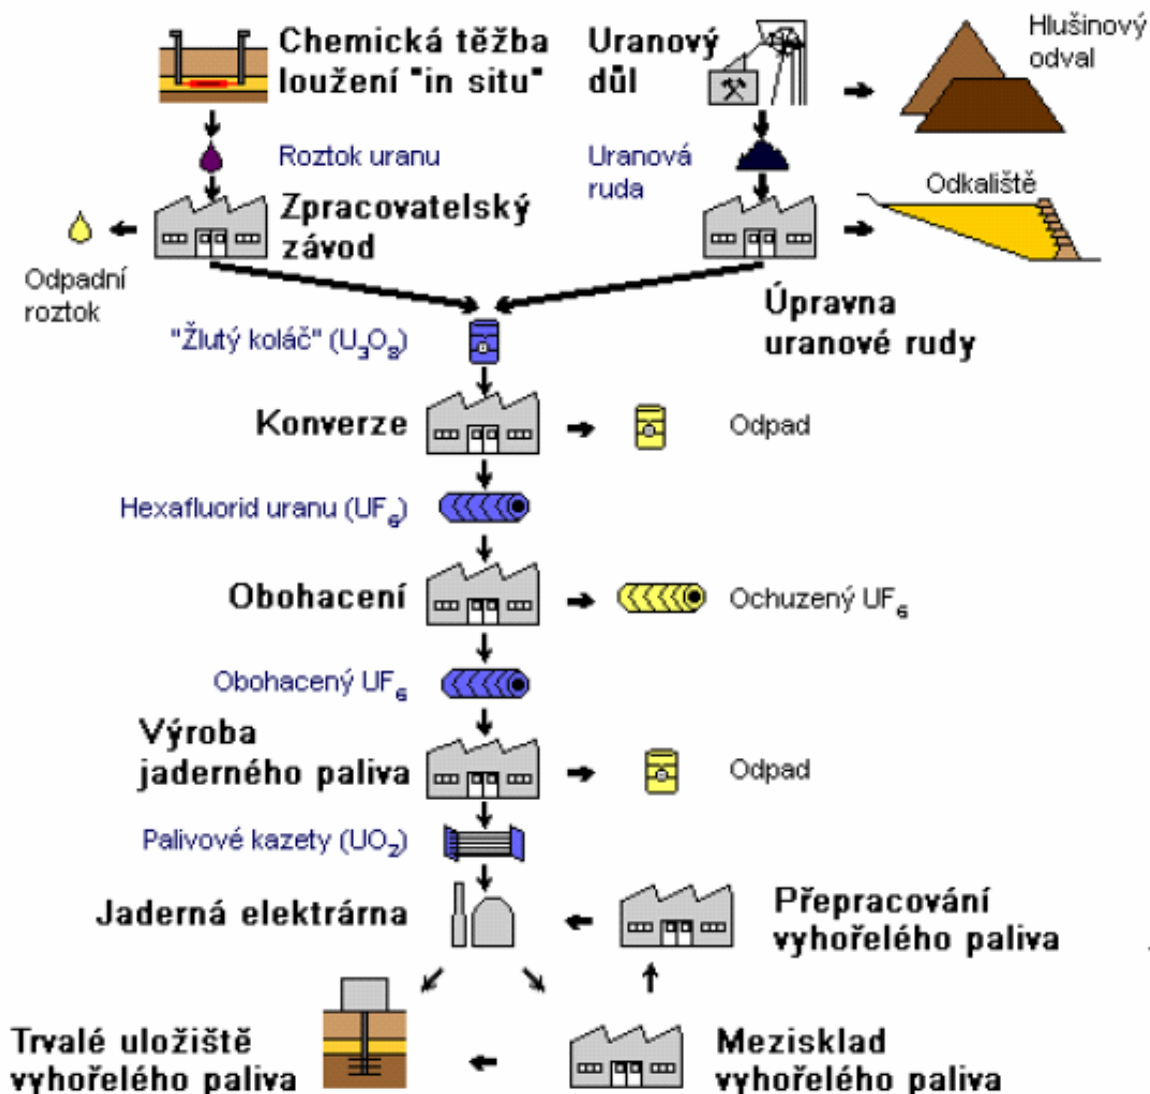 Chemická těžba
loužení "in situ"
Uranový
důl
Hlušinový
odval
Roztok uranu
Uranová
ruda
Odkaliště
Zpracovatelský
závod
Odpadní
roztok
Úpravna
uranové rudy
"Žlutý koláč" (U₃O₈)
Konverze
Odpad
Hexafluorid uranu (UF₆)
Obohacení
Ochuzený UF₆
Obohacený UF₆
Výroba
jaderného paliva
Odpad
Palivové kazety (UO₂)
Jaderná elektrárna
Přepracování
vyhořelého paliva
Trvalé uložiště
vyhořelého paliva
Mezisklad
vyhořelého paliva